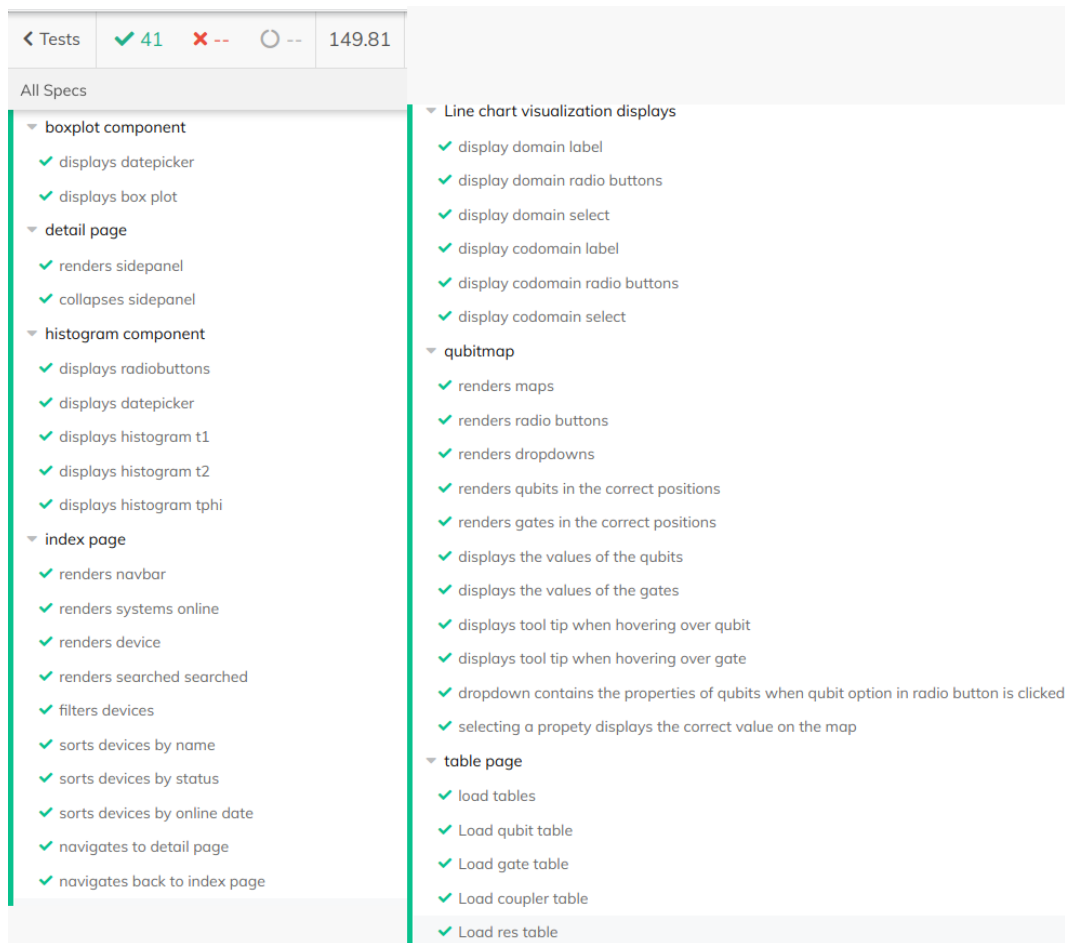 Tests 41 -- -- 149.81
All Specs
boxplot component
displays datepicker
displays box plot
detail page
renders sidepanel
collapses sidepanel
histogram component
displays radiobuttons
displays datepicker
displays histogram t1
displays histogram t2
displays histogram tphi
index page
renders navbar
renders systems online
renders device
renders searched searched
filters devices
sorts devices by name
sorts devices by status
sorts devices by online date
navigates to detail page
navigates back to index page
Line chart visualization displays
display domain label
display domain radio buttons
display domain select
display codomain label
display codomain radio buttons
display codomain select
qubitmap
renders maps
renders radio buttons
renders dropdowns
renders qubits in the correct positions
renders gates in the correct positions
displays the values of the qubits
displays the values of the gates
displays tool tip when hovering over qubit
displays tool tip when hovering over gate
dropdown contains the properties of qubits when qubit option in radio button is clicked
selecting a propety displays the correct value on the map
table page
load tables
Load qubit table
Load gate table
Load coupler table
Load res table